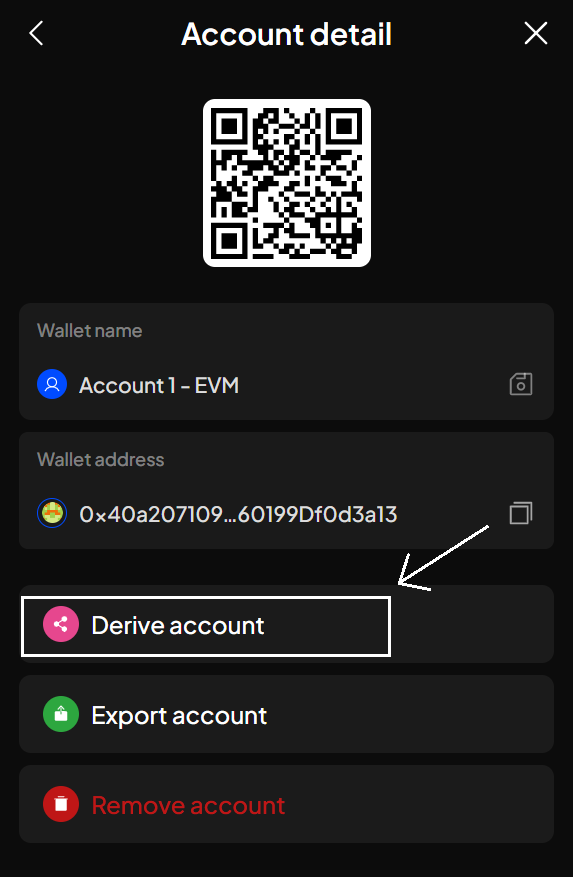 Account detail
Wallet name
Account 1 - EVM
Wallet address
0x40a207109...60199Df0d3a13
Derive account
Export account
Remove account